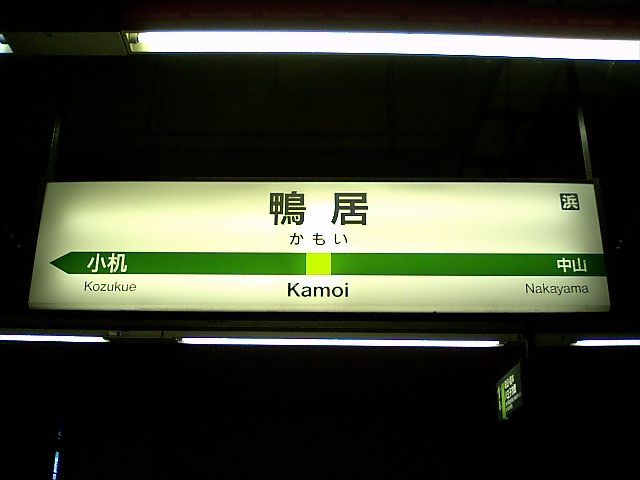 鴨居
浜
かもい
小机
中山
Kozukue
Kamoi
Nakayama